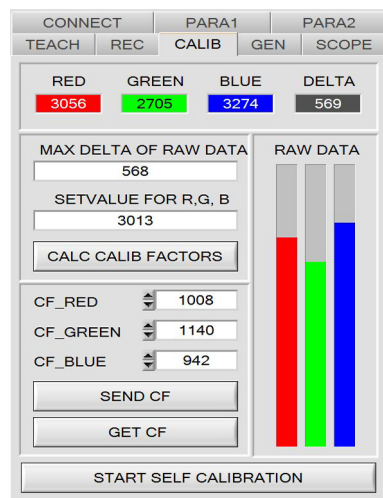 CONNECT PARA1 PARA2
TEACH REC CALIB GEN SCOPE
RED GREEN BLUE DELTA
3056 2705 3274 569
MAX DELTA OF RAW DATA
568
SETVALUE FOR R,G, B
3013
CALC CALIB FACTORS
RAW DATA
CF_RED 1008
CF_GREEN 1140
CF_BLUE 942
SEND CF
GET CF
START SELF CALIBRATION